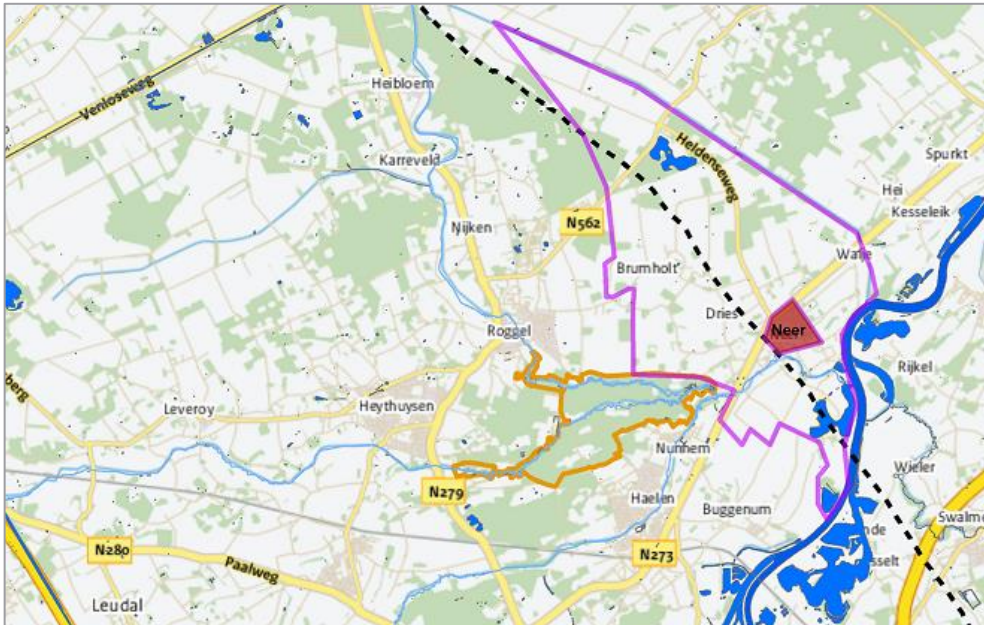 Heibloem
Venloseweg
Karreveld
Heldenseweg
Spurkt
Hei
Kesseleik
Nijken
N562
Brumholt
Dries
Neer
Roggel
Rijkel
Leveroy
Heythuysen
Nunhem
Wieler
N279
Haelen
Buggenum
Swalme
N280
N273
Paalweg
Leudal